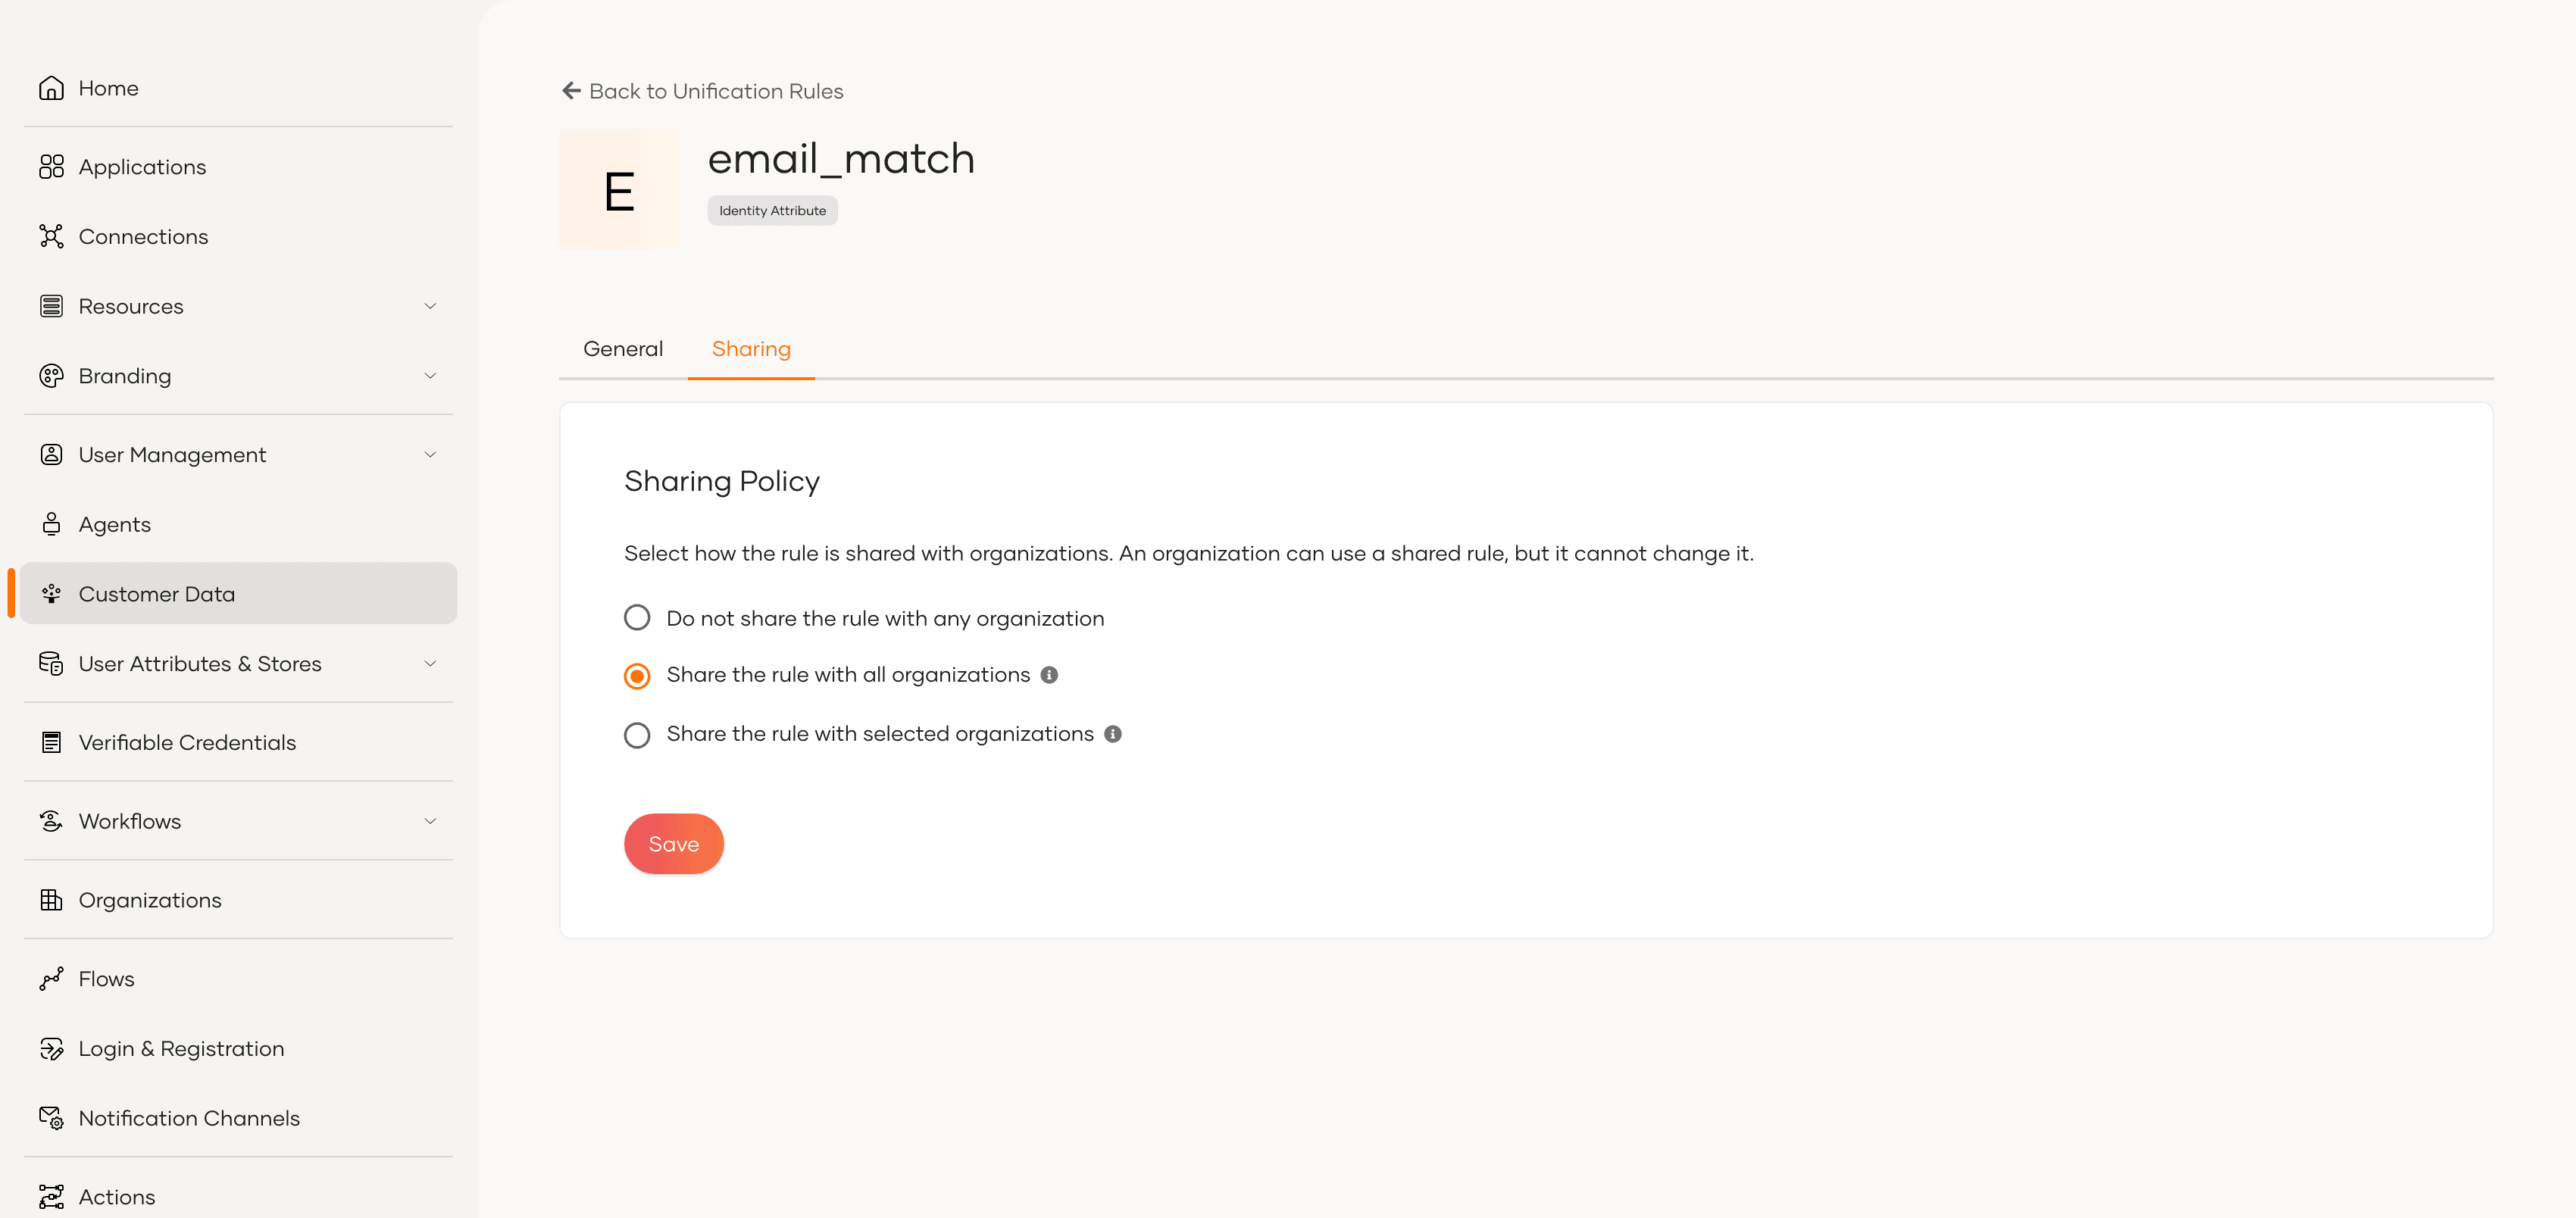 Home
Applications
Connections
Resources
Branding
User Management
Agents
Customer Data
User Attributes & Stores
Verifiable Credentials
Workflows
Organizations
Flows
Login & Registration
Notification Channels
Actions
Back to Unification Rules
E
email_match
Identity Attribute
General
Sharing
Sharing Policy
Select how the rule is shared with organizations. An organization can use a shared rule, but it cannot change it.
Do not share the rule with any organization
Share the rule with all organizations
Share the rule with selected organizations
Save